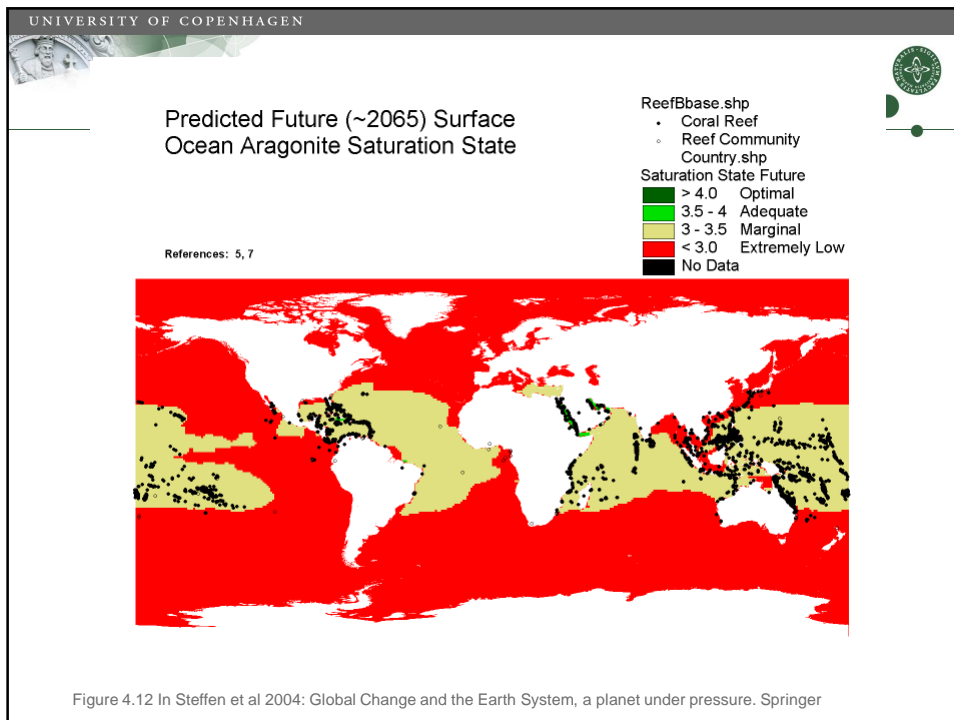 UNIVERSITY OF COPENHAGEN
Predicted Future (~2065) Surface
Ocean Aragonite Saturation State
References: 5, 7
ReefBbase.shp
Coral Reef
Reef Community
Country.shp
Saturation State Future
> 4.0 Optimal
3.5 - 4 Adequate
3 - 3.5 Marginal
< 3.0 Extremely Low
No Data
Figure 4.12 In Steffen et al 2004: Global Change and the Earth System, a planet under pressure. Springer